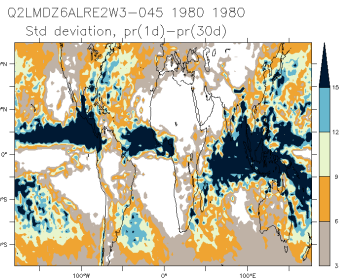 Q2LMDZ6ALRE2W3-045 1980 1980
Std deviation, pr(1d)-pr(30d)
°N
°N
0°
°S
°S
100°W
0°
100°E
15
12
9
6
3